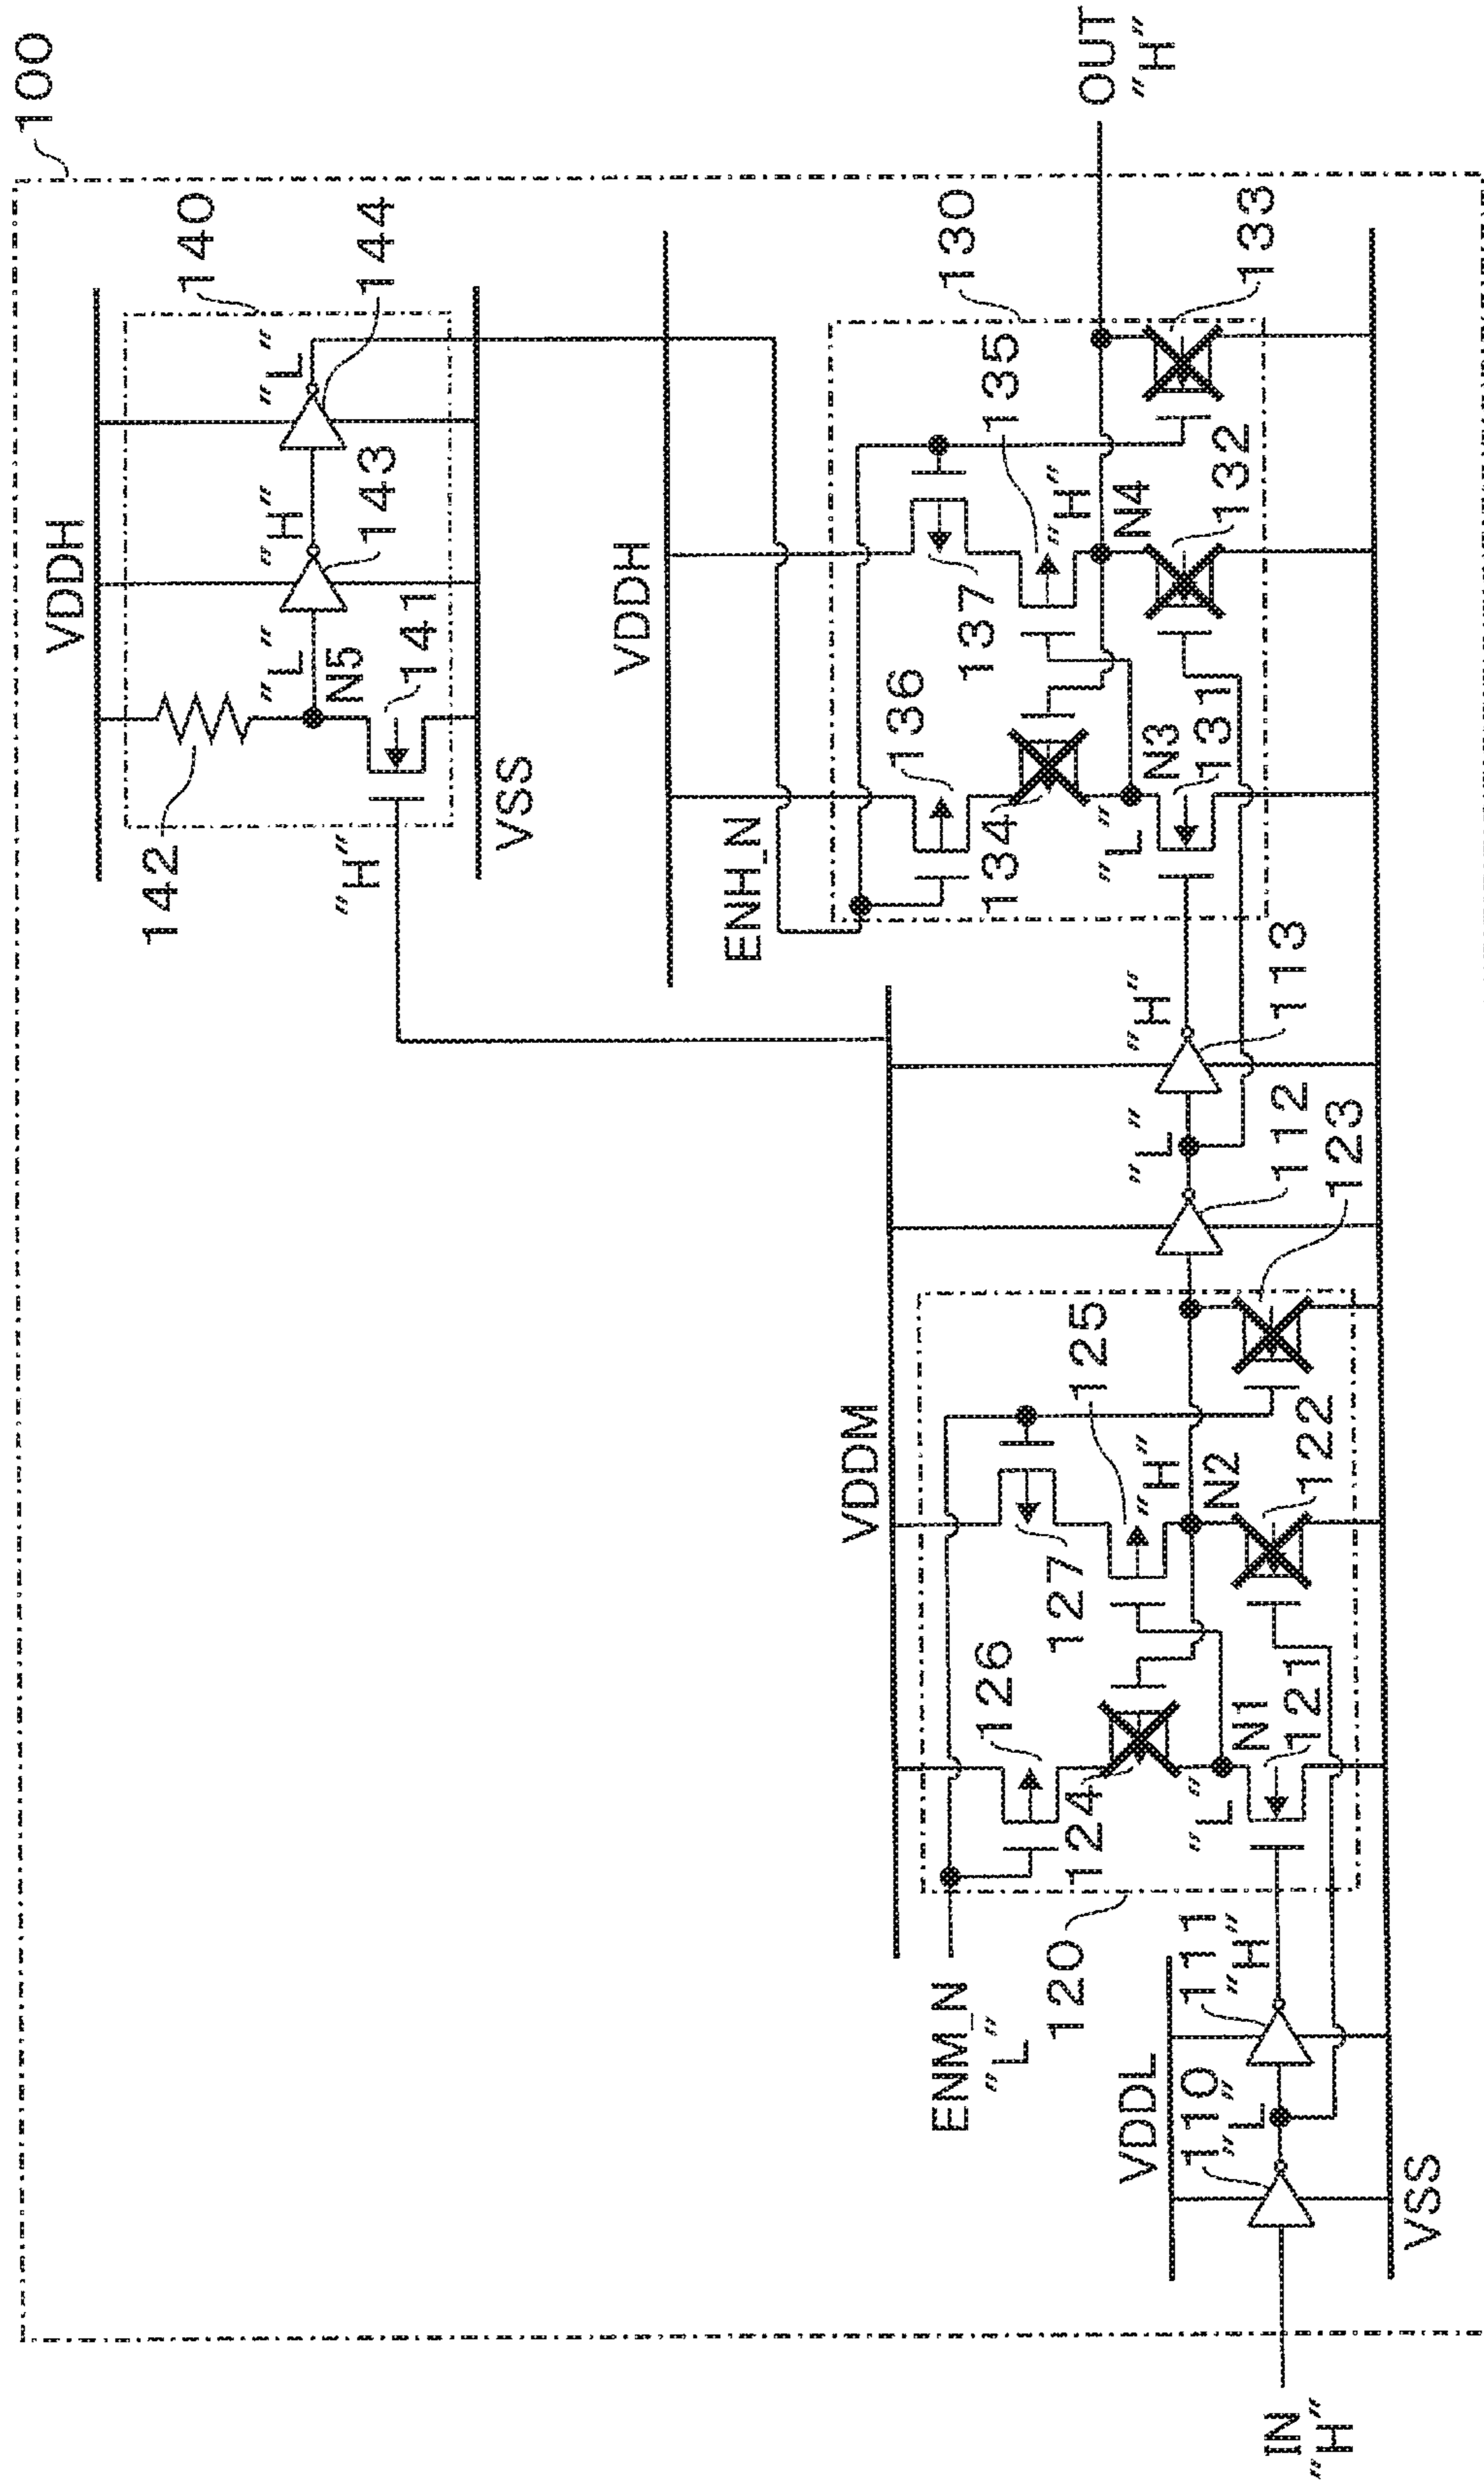 100
VDDH
142
"L"
N5
"H"
143
"L"
144
140
141
"H"
VSS
VDDH
ENH_N
136
137
135
130
134
"L"
N3
131
"H"
N4
132
133
OUT
"H"
VDDM
"L"
"H"
112
113
ENM_N
"L"
126
127
125
120
124
"L"
N1
121
"H"
N2
122
123
VDDL
110
"L"
111
"H"
VSS
IN
"H"